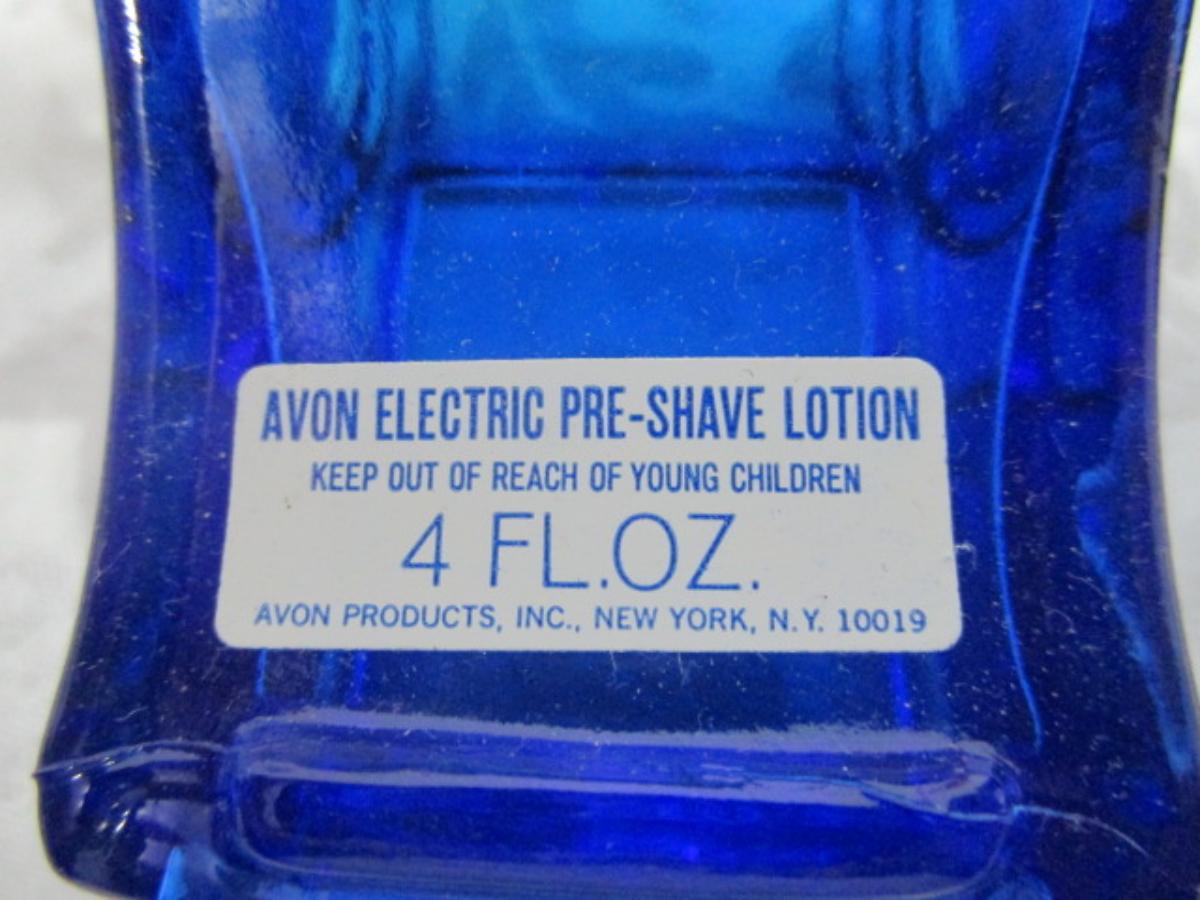 AVON ELECTRIC PRE-SHAVE LOTION
KEEP OUT OF REACH OF YOUNG CHILDREN
4 FL.OZ.
AVON PRODUCTS, INC., NEW YORK, N.Y. 10019